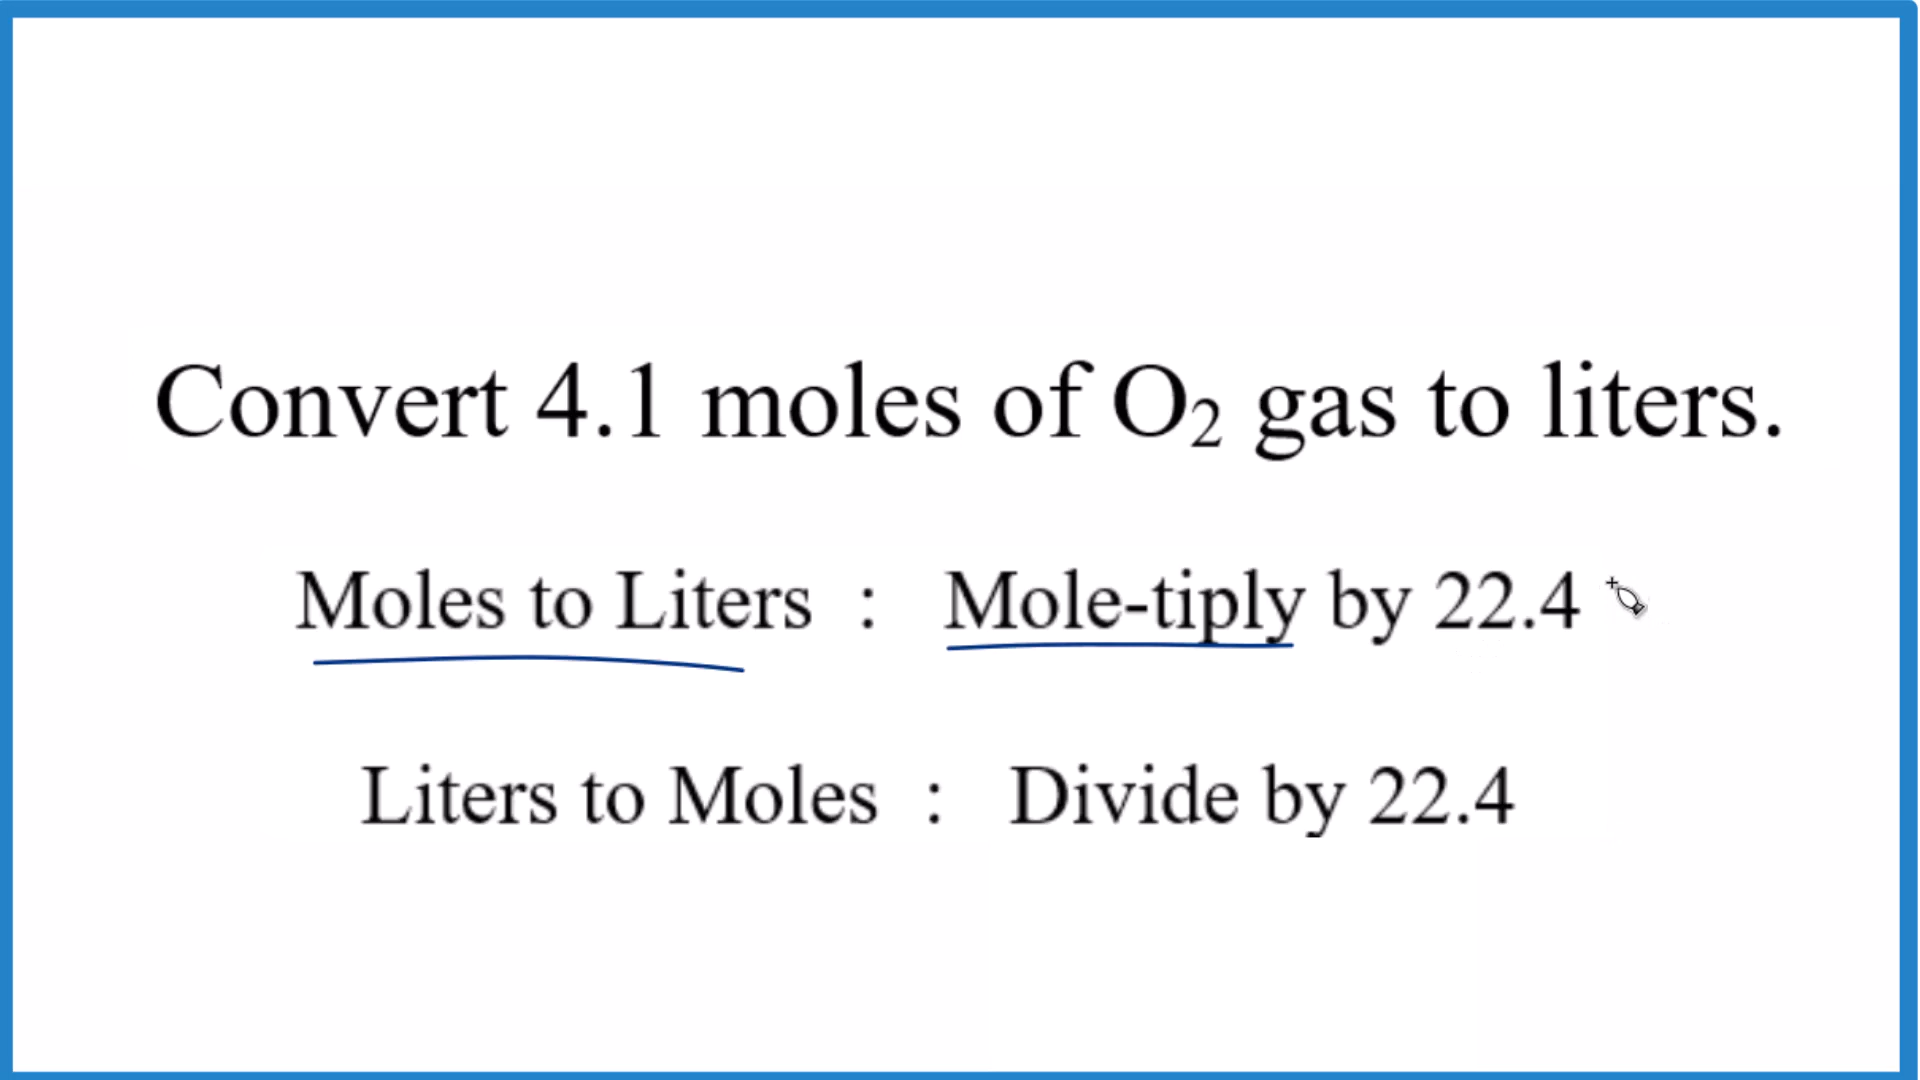 Convert 4.1 moles of O₂ gas to liters.
Moles to Liters : Mole-tiply by 22.4
Liters to Moles : Divide by 22.4